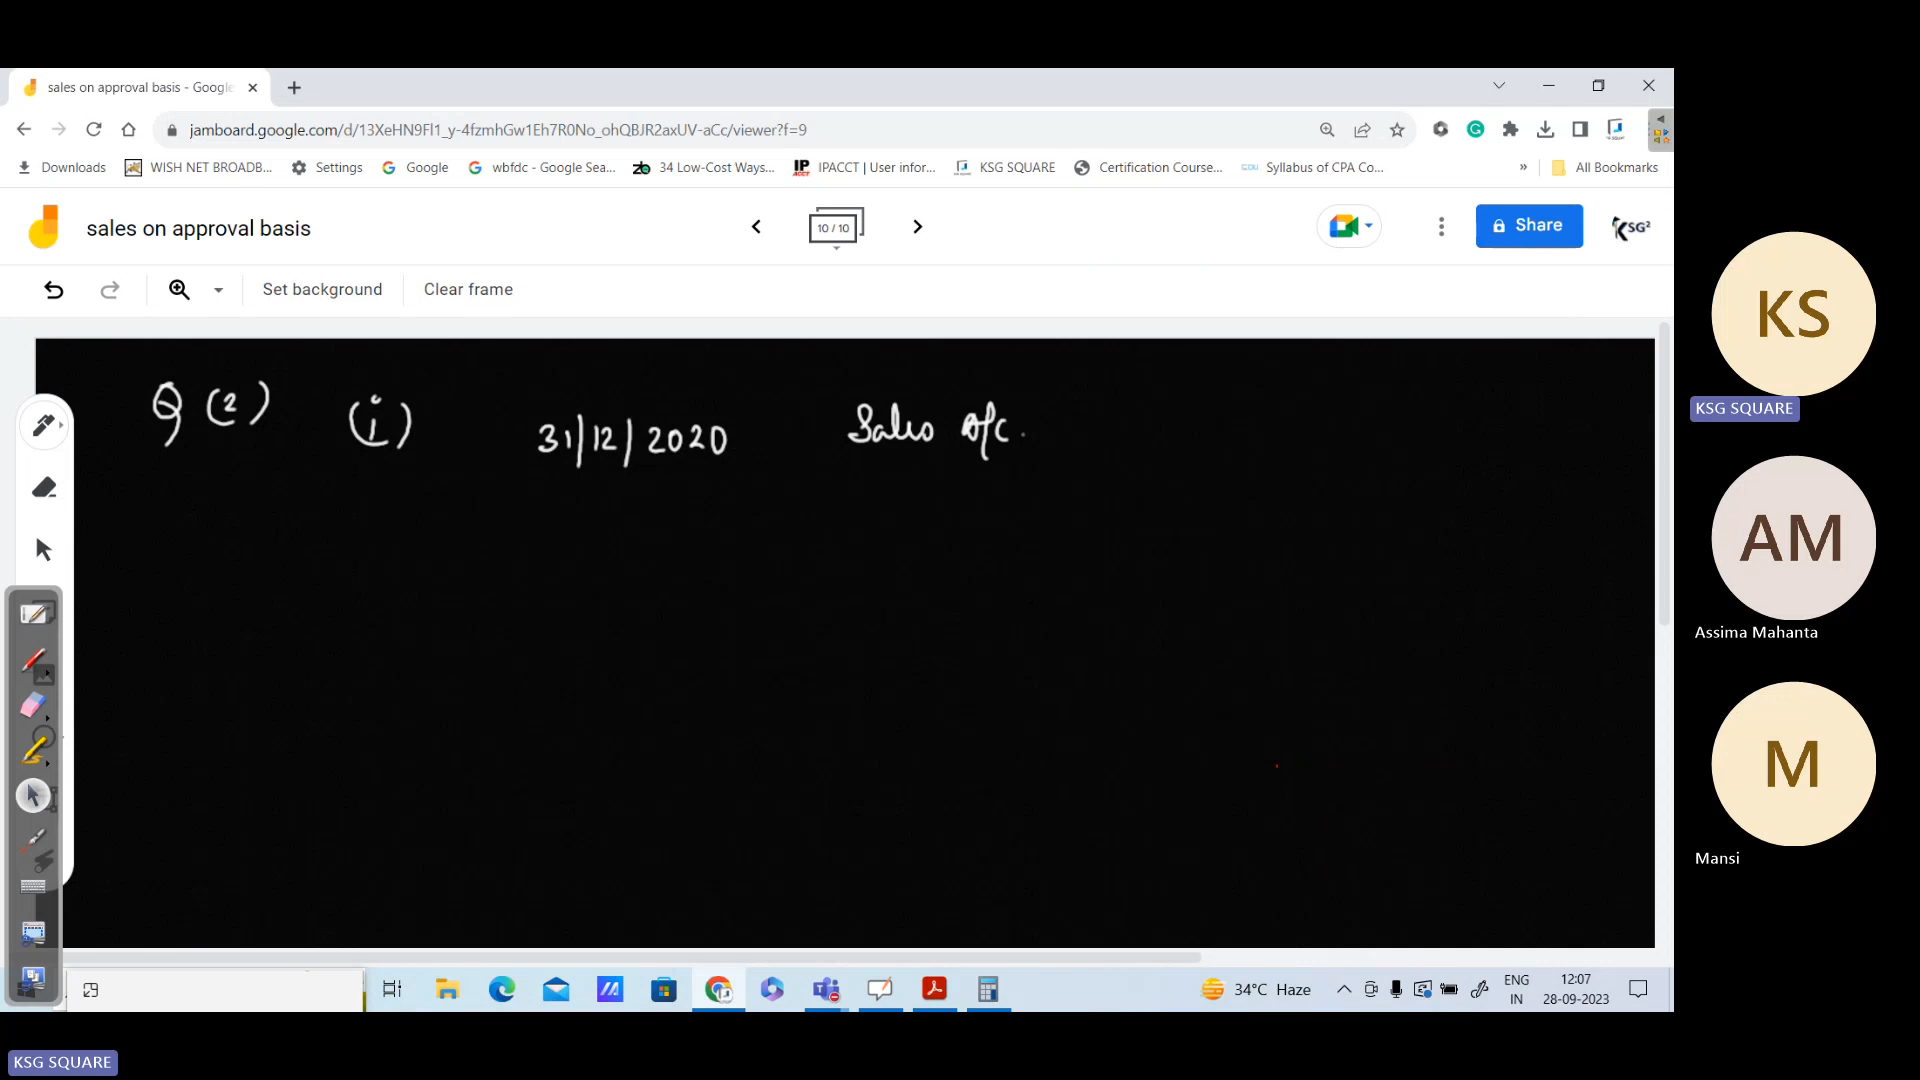 sales on approval basis - Google
jamboard.google.com/d/13XeHN9Fl1_y-4fzmhGw1Eh7R0No_ohQBJR2axUV-aCc/viewer?f=9
Downloads WISH NET BROADB... Settings Google wbfdc - Google Sea... 34 Low-Cost Ways... IPACCT | User infor... KSG SQUARE Certification Course... Syllabus of CPA Co... » All Bookmarks
sales on approval basis
10 / 10
Share
KSG²
Set background Clear frame
Q (2) (i) 31/12/2020 Sales A/c
KS
KSG SQUARE
AM
Assima Mahanta
M
Mansi
34°C Haze
ENG
IN
12:07
28-09-2023
KSG SQUARE